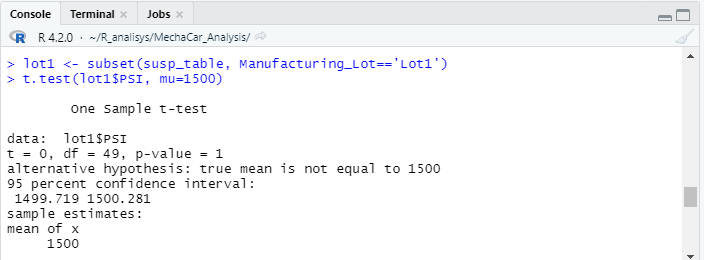 Console Terminal × Jobs ×
R R 4.2.0 · ~/R_analisys/MechaCar_Analysis/
> lot1 <- subset(susp_table, Manufacturing_Lot=='Lot1')
> t.test(lot1$PSI, mu=1500)
One Sample t-test
data:  lot1$PSI
t = 0, df = 49, p-value = 1
alternative hypothesis: true mean is not equal to 1500
95 percent confidence interval:
 1499.719 1500.281
sample estimates:
mean of x
     1500